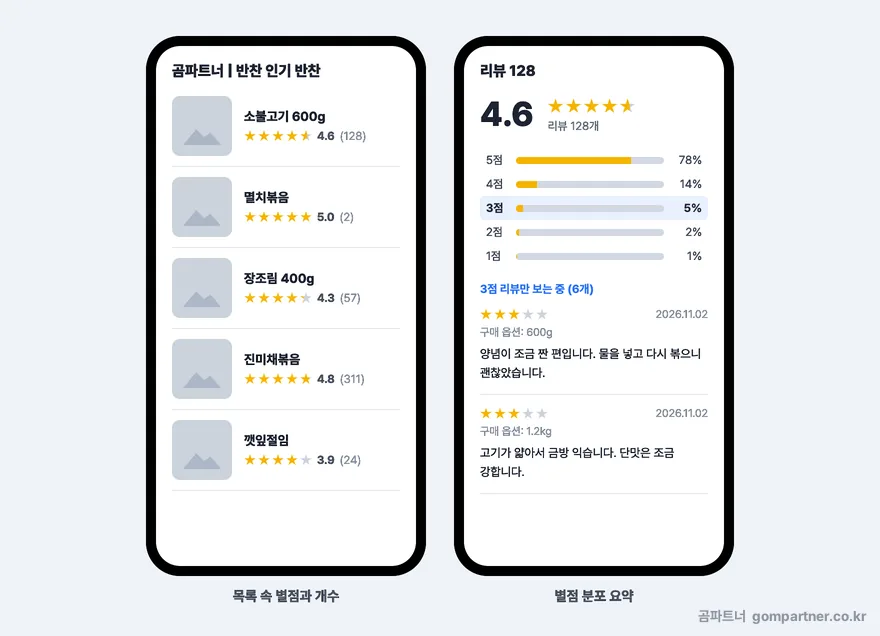 곰파트너 | 반찬 인기 반찬
소불고기 600g
4.6 (128)
멸치볶음
5.0 (2)
장조림 400g
4.3 (57)
진미채볶음
4.8 (311)
깻잎절임
3.9 (24)
목록 속 별점과 개수
리뷰 128
4.6
리뷰 128개
5점 78%
4점 14%
3점 5%
2점 2%
1점 1%
3점 리뷰만 보는 중 (6개)
2026.11.02
구매 옵션: 600g
양념이 조금 짠 편입니다. 물을 넣고 다시 볶으니
괜찮았습니다.
2026.11.02
구매 옵션: 1.2kg
고기가 얇아서 금방 익습니다. 단맛은 조금
강합니다.
별점 분포 요약
곰파트너 gompartner.co.kr